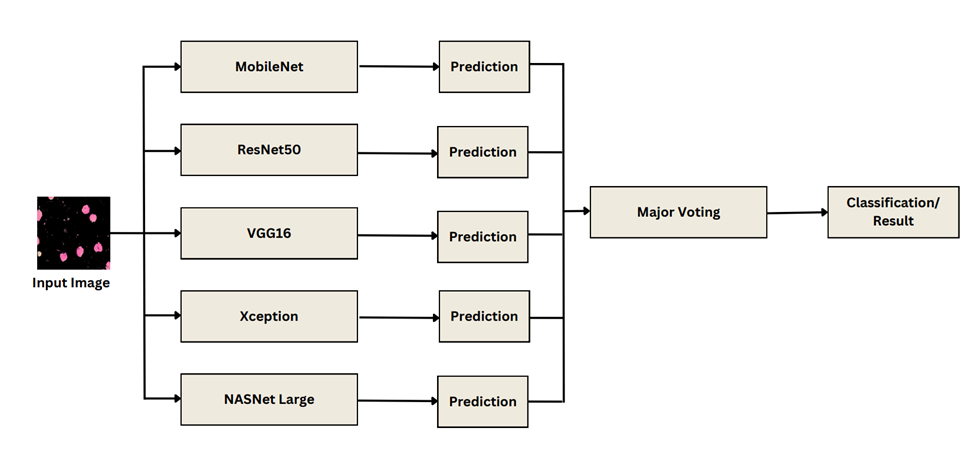 MobileNet
Prediction
ResNet50
Prediction
VGG16
Prediction
Xception
Prediction
NASNet Large
Prediction
Input Image
Major Voting
Classification/
Result